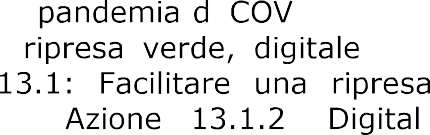 pandemia d COV
ripresa verde, digitale
13.1: Facilitare una ripresa
Azione 13.1.2 Digital